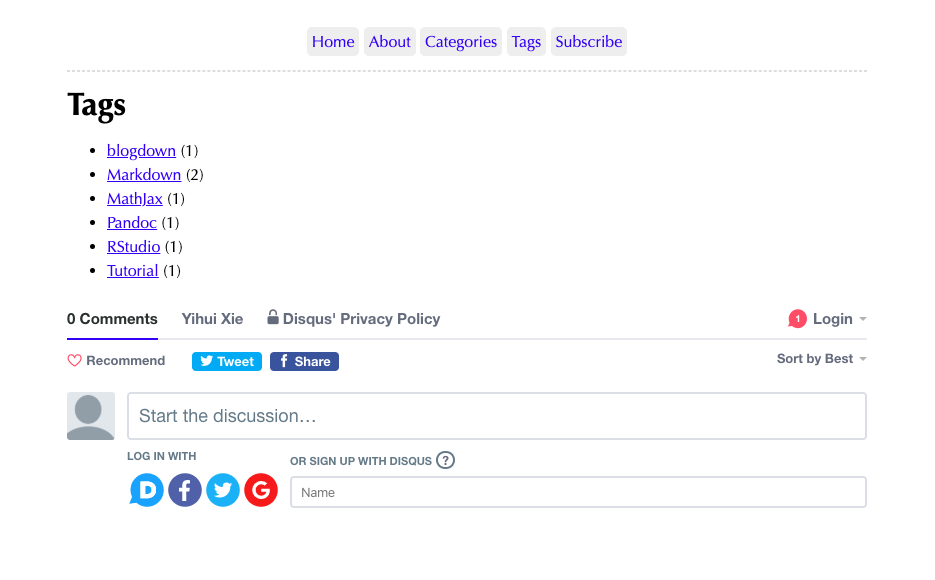 Home About Categories Tags Subscribe
Tags
• blogdown (1)
• Markdown (2)
• MathJax (1)
• Pandoc (1)
• RStudio (1)
• Tutorial (1)
0 Comments Yihui Xie Disqus' Privacy Policy 1 Login
Recommend Tweet f Share Sort by Best
Start the discussion...
LOG IN WITH
OR SIGN UP WITH DISQUS ?
D f G
Name